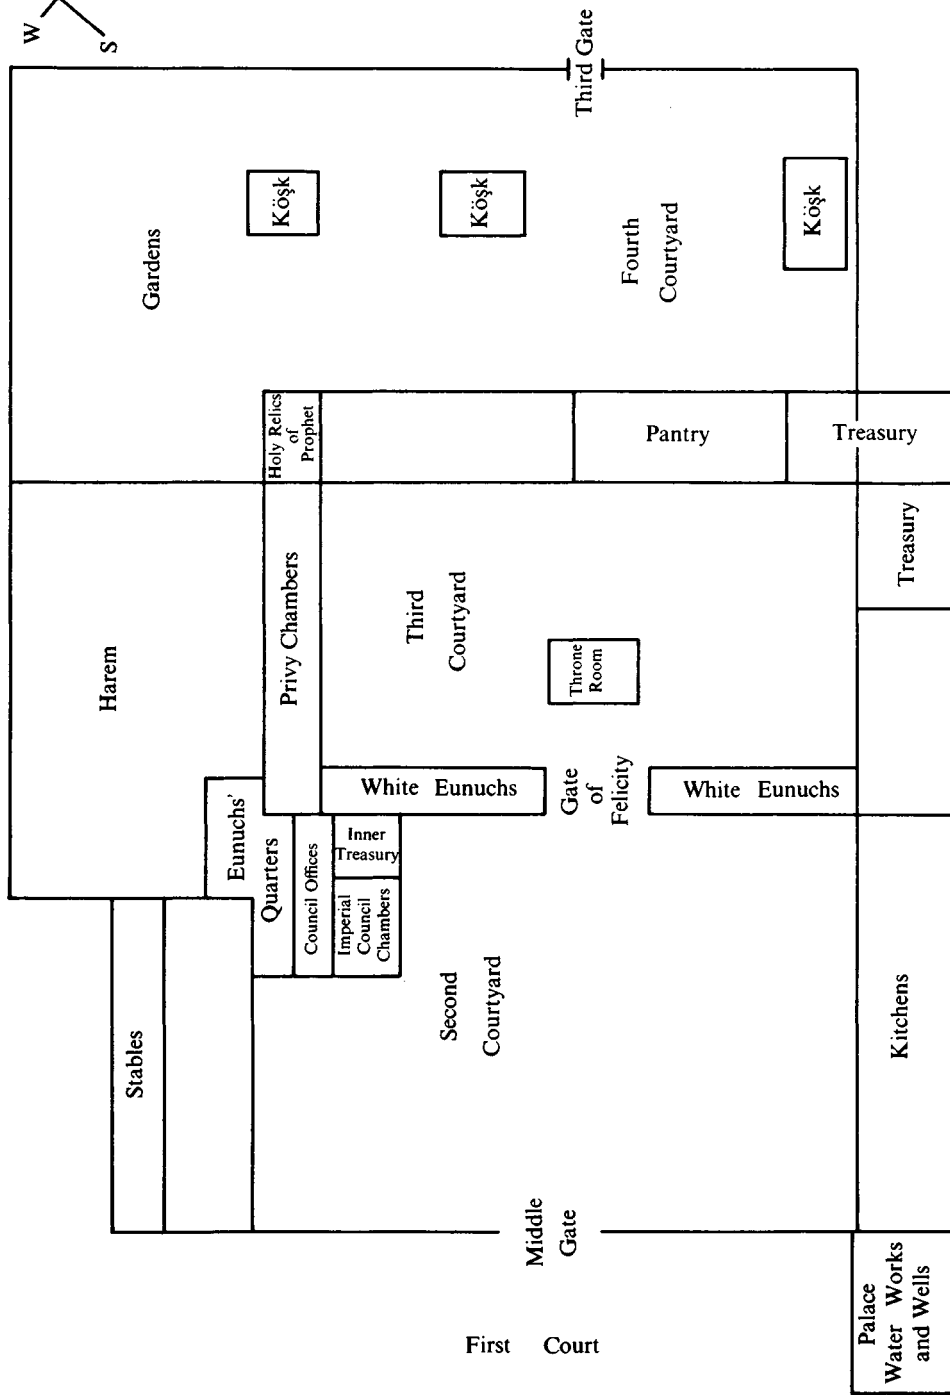 W
S
Third Gate
Köşk
Köşk
Köşk
Gardens
Fourth
Courtyard
Holy Relics
of
Prophet
Pantry
Treasury
Treasury
Harem
Privy Chambers
Third
Courtyard
Throne
Room
White Eunuchs
Gate
of
Felicity
White Eunuchs
Eunuchs'
Quarters
Council Offices
Inner
Treasury
Imperial
Council
Chambers
Stables
Second
Courtyard
Kitchens
Middle
Gate
Palace
Water Works
and Wells
First Court